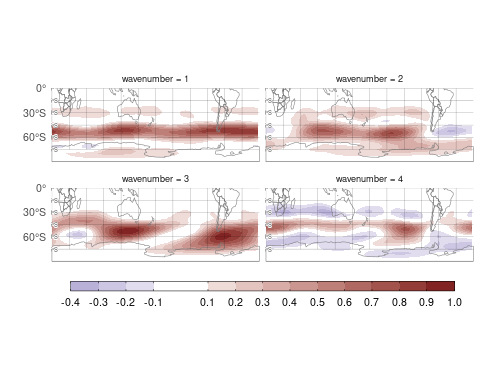 wavenumber = 1
wavenumber = 2
0°
30°S
60°S
wavenumber = 3
wavenumber = 4
0°
30°S
60°S
-0.4 -0.3 -0.2 -0.1 0.1 0.2 0.3 0.4 0.5 0.6 0.7 0.8 0.9 1.0